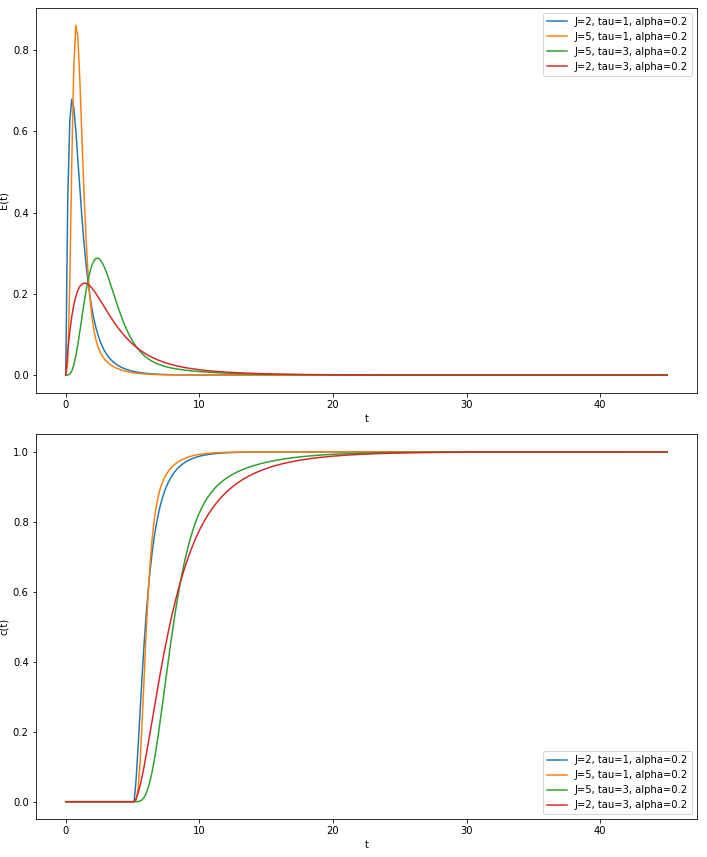 J=2, tau=1, alpha=0.2
J=5, tau=1, alpha=0.2
J=5, tau=3, alpha=0.2
J=2, tau=3, alpha=0.2
0.8
0.6
0.4
0.2
0.0
E(t)
0 10 20 30 40
t
1.0
0.8
0.6
0.4
0.2
0.0
c(t)
J=2, tau=1, alpha=0.2
J=5, tau=1, alpha=0.2
J=5, tau=3, alpha=0.2
J=2, tau=3, alpha=0.2
0 10 20 30 40
t